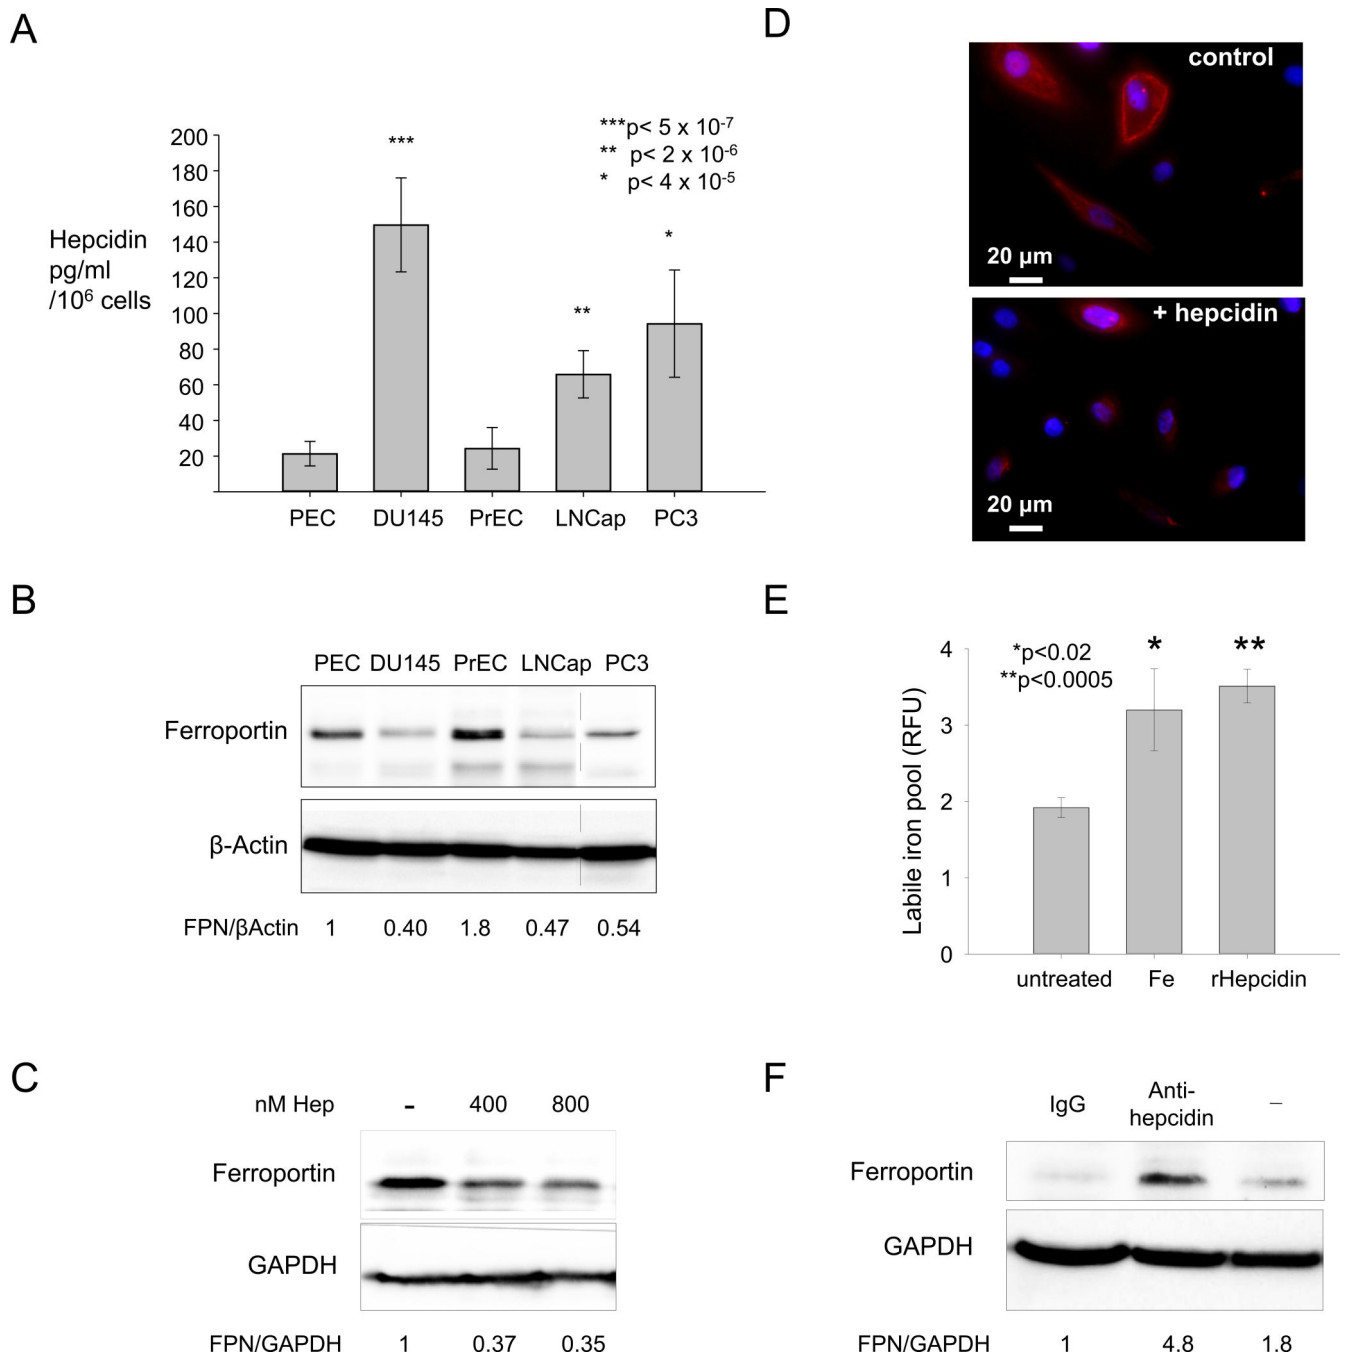 A
***p< 5 x 10-7
** p< 2 x 10-6
* p< 4 x 10-5
Hepcidin
pg/ml
/106 cells
200
180
160
140
120
100
80
60
40
20
***
**
*
PEC DU145 PrEC LNCap PC3
B
PEC DU145 PrEC LNCap PC3
Ferroportin
β-Actin
FPN/βActin 1 0.40 1.8 0.47 0.54
C
nM Hep - 400 800
Ferroportin
GAPDH
FPN/GAPDH 1 0.37 0.35
D
control
20 µm
+ hepcidin
20 µm
E
*p<0.02
**p<0.0005
* **
Labile iron pool (RFU)
4
3
2
1
0
untreated Fe rHepcidin
F
IgG Anti-
hepcidin –
Ferroportin
GAPDH
FPN/GAPDH 1 4.8 1.8